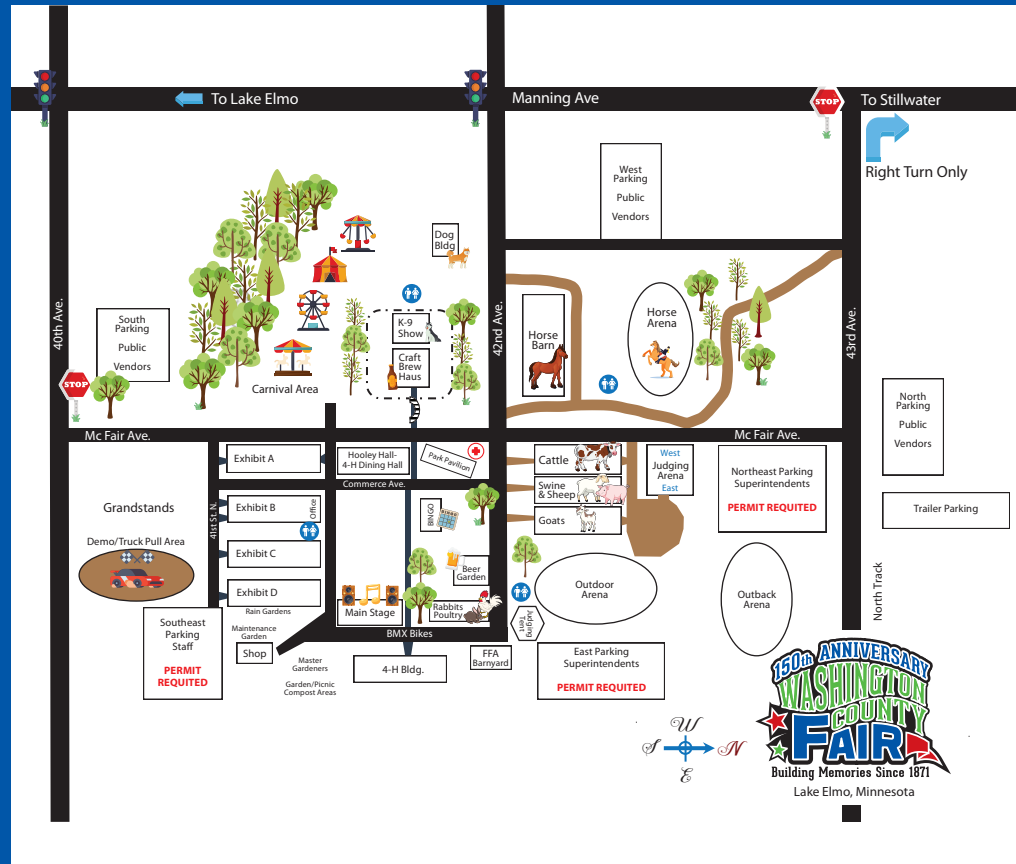 To Lake Elmo
Manning Ave
STOP
To Stillwater
Right Turn Only
West
Parking
Public
Vendors
Dog
Bldg
40th Ave.
South
Parking
Public
Vendors
STOP
K-9
Show
Craft
Brew
Haus
Carnival Area
42nd Ave.
Horse
Barn
Horse
Arena
43rd Ave.
North
Parking
Public
Vendors
Mc Fair Ave.
Mc Fair Ave.
Exhibit A
Hooley Hall-
4-H Dining Hall
Park Pavilion
Commerce Ave.
Cattle
Swine
& Sheep
Goats
West
Judging
Arena
East
Northeast Parking
Superintendents
PERMIT REQUITED
Trailer Parking
Grandstands
Demo/Truck Pull Area
41st St. N.
Exhibit B
Office
Exhibit C
Exhibit D
Rain Gardens
BINGO
Beer
Garden
Main Stage
Rabbits
Poultry
BMX Bikes
Judging
Tent
Outdoor
Arena
Outback
Arena
North Track
Southeast
Parking
Staff
PERMIT
REQUITED
Maintenance
Garden
Shop
Master
Gardeners
Garden/Picnic
Compost Areas
4-H Bldg.
FFA
Barnyard
East Parking
Superintendents
PERMIT REQUITED
W
S
N
E
150th ANNIVERSARY
WASHINGTON
COUNTY
FAIR
Building Memories Since 1871
Lake Elmo, Minnesota